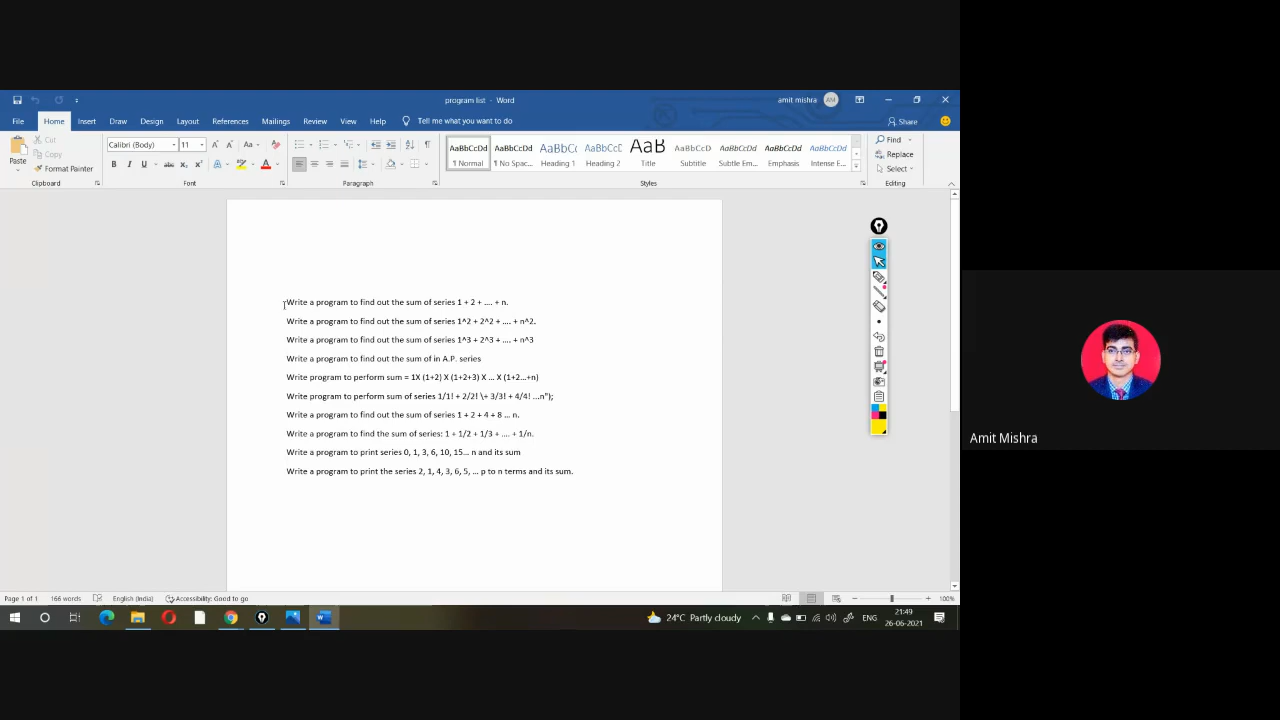 program list - Word
amit mishra
AM
File Home Insert Draw Design Layout References Mailings Review View Help Tell me what you want to do
Share
Paste
Cut
Copy
Format Painter
Clipboard
Calibri (Body) 11
Font
Paragraph
AaBbCcDd AaBbCcDd AaBbC( AaBbCcC AaB AaBbCcD AaBbCcDd AaBbCcDd AaBbCcDd
¶ Normal ¶ No Spac... Heading 1 Heading 2 Title Subtitle Subtle Em... Emphasis Intense E...
Styles
Find
Replace
Select
Editing
Write a program to find out the sum of series 1 + 2 + .... + n.
Write a program to find out the sum of series 1^2 + 2^2 + .... + n^2.
Write a program to find out the sum of series 1^3 + 2^3 + .... + n^3
Write a program to find out the sum of in A.P. series
Write program to perform sum = 1X (1+2) X (1+2+3) X ... X (1+2...+n)
Write program to perform sum of series 1/1! + 2/2! \+ 3/3! + 4/4! ...n");
Write a program to find out the sum of series 1 + 2 + 4 + 8 ... n.
Write a program to find the sum of series: 1 + 1/2 + 1/3 + .... + 1/n.
Write a program to print series 0, 1, 3, 6, 10, 15... n and its sum
Write a program to print the series 2, 1, 4, 3, 6, 5, ... p to n terms and its sum.
Amit Mishra
Page 1 of 1 166 words English (India) Accessibility: Good to go 100%
24°C Partly cloudy ENG
21:49
26-06-2021